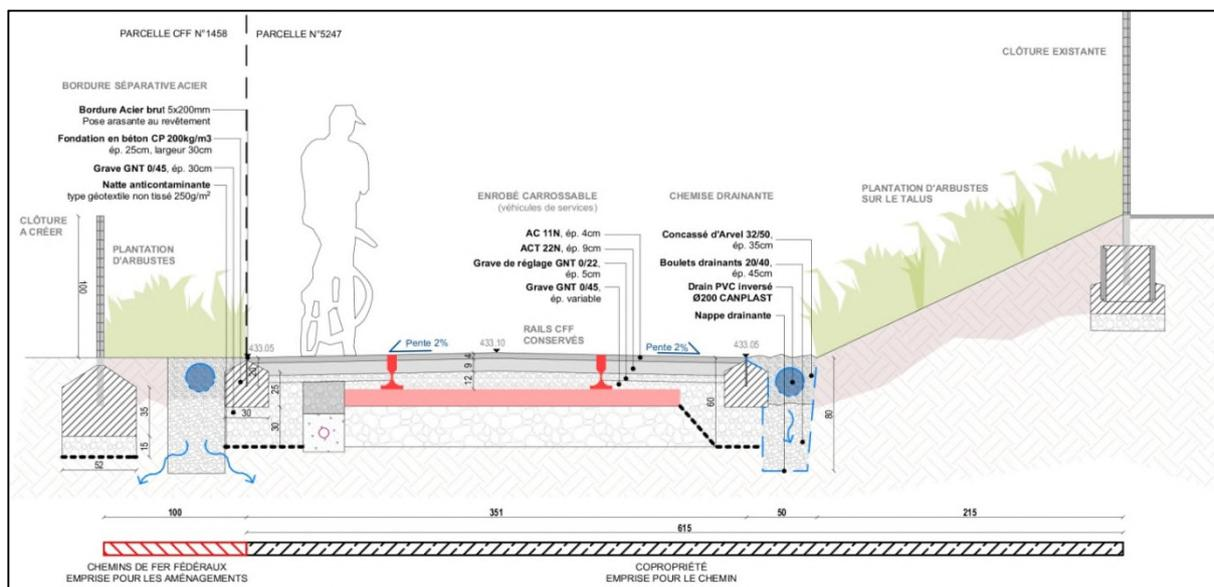 PARCELLE CFF N°1458
PARCELLE N°5247
CLÔTURE EXISTANTE
BORDURE SÉPARATIVE ACIER
Bordure Acier brut 5x200mm
Pose arasante au revêtement
Fondation en béton CP 200kg/m3
ép. 25cm, largeur 30cm
Grave GNT 0/45, ép. 30cm
Natte anticontaminante
type géotextile non tissé 250g/m²
CLÔTURE
A CRÉER
PLANTATION
D'ARBUSTES
100
ENROBÉ CARROSSABLE
(véhicules de services)
AC 11N, ép. 4cm
ACT 22N, ép. 9cm
Grave de réglage GNT 0/22,
ép. 5cm
Grave GNT 0/45,
ép. variable
RAILS CFF
CONSERVÉS
CHEMISE DRAINANTE
Concassé d'Arvel 32/50,
ép. 35cm
Boulets drainants 20/40,
ép. 45cm
Drain PVC inversé
Ø200 CANPLAST
Nappe drainante
PLANTATION D'ARBUSTES
SUR LE TALUS
433.05
Pente 2%
433.10
Pente 2%
433.05
20
25
30
30
4
9
12
60
80
35
15
53
100
351
50
215
615
CHEMINS DE FER FÉDÉRAUX
EMPRISE POUR LES AMÉNAGEMENTS
COPROPRIÉTÉ
EMPRISE POUR LE CHEMIN